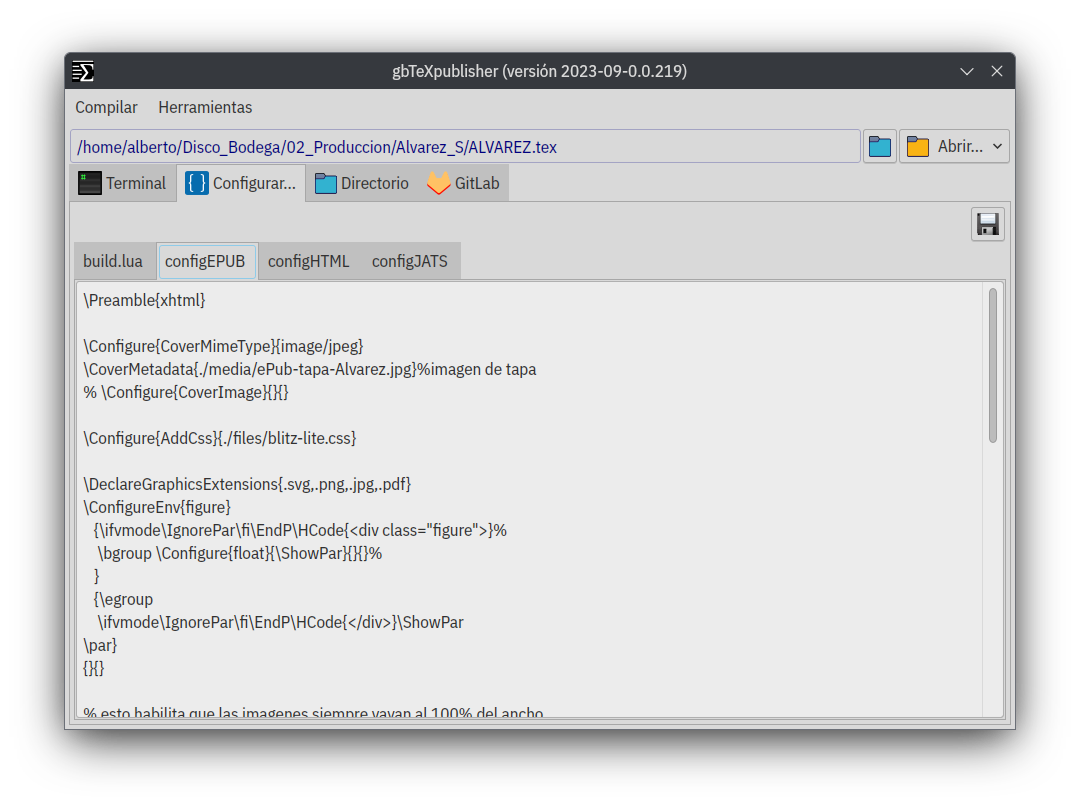 gbTeXpublisher (versión 2023-09-0.0.219)
Compilar Herramientas
/home/alberto/Disco_Bodega/02_Produccion/Alvarez_S/ALVAREZ.tex Abrir...
Terminal Configurar... Directorio GitLab
build.lua configEPUB configHTML configJATS
\Preamble{xhtml}
\Configure{CoverMimeType}{image/jpeg}
\CoverMetadata{./media/ePub-tapa-Alvarez.jpg}%imagen de tapa
% \Configure{CoverImage}{}{}
\Configure{AddCss}{./files/blitz-lite.css}
\DeclareGraphicsExtensions{.svg,.png,.jpg,.pdf}
\ConfigureEnv{figure}
{\ifvmode\IgnorePar\fi\EndP\HCode{<div class="figure">}%
\bgroup \Configure{float}{\ShowPar}{}{}%
}
{\egroup
\ifvmode\IgnorePar\fi\EndP\HCode{</div>}\ShowPar
\par}
{}{}
% esto habilita que las imagenes siempre vayan al 100% del ancho